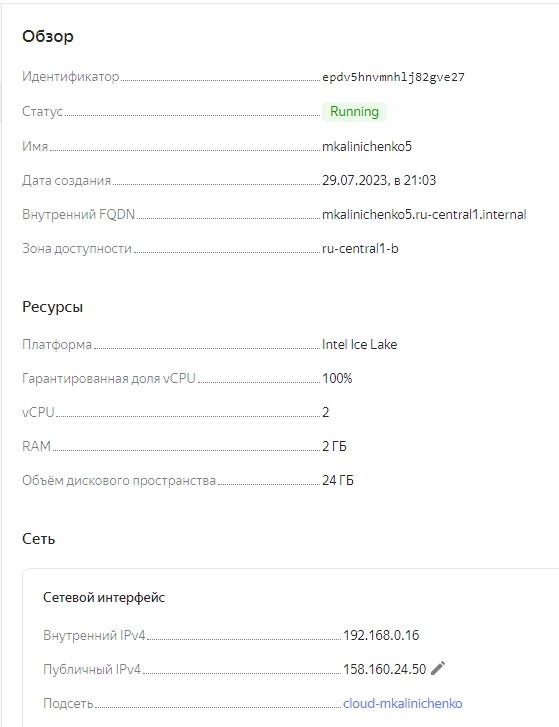 Обзор
Идентификатор epdv5hnvmnhlj82gve27
Статус Running
Имя mkalinichenko5
Дата создания 29.07.2023, в 21:03
Внутренний FQDN mkalinichenko5.ru-central1.internal
Зона доступности ru-central1-b
Ресурсы
Платформа Intel Ice Lake
Гарантированная доля vCPU 100%
vCPU 2
RAM 2 ГБ
Объём дискового пространства 24 ГБ
Сеть
Сетевой интерфейс
Внутренний IPv4 192.168.0.16
Публичный IPv4 158.160.24.50
Подсеть cloud-mkalinichenko